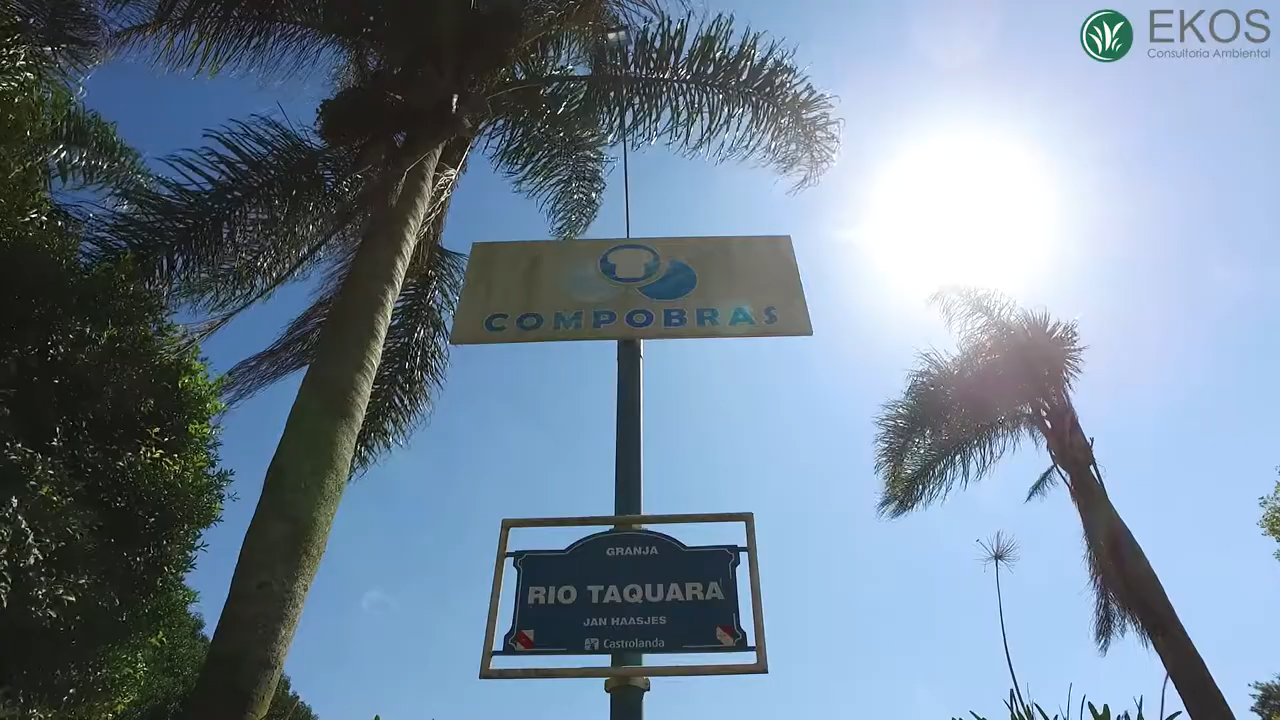 EKOS
Consultoria Ambiental
COMPOBRAS
GRANJA
RIO TAQUARA
JAN HAASJES
Castrolanda